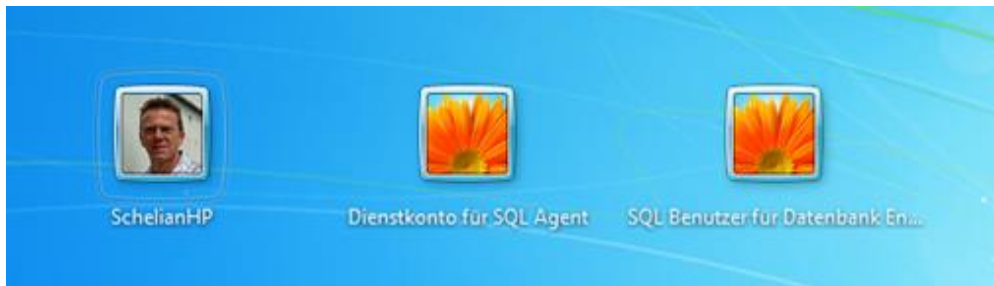 SchelianHP
Dienstkonto für SQL Agent
SQL Benutzer für Datenbank En...